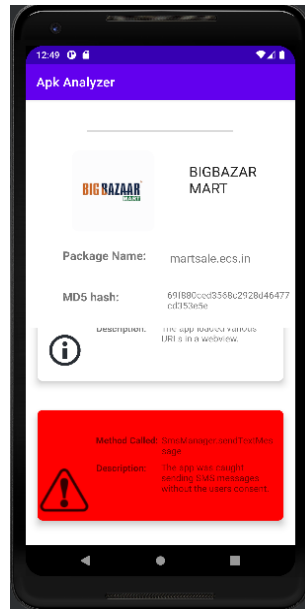 12:49
Apk Analyzer
BIG BAZAAR
MART
BIGBAZAR
MART
Package Name: martsale.ecs.in
MD5 hash: 69f880ced3568c2928d46477
cd353e5e
Description: The app loaded various
URLs in a webview.
Method Called: SmsManager.sendTextMes
sage
Description: The app was caught
sending SMS messages
without the users consent.